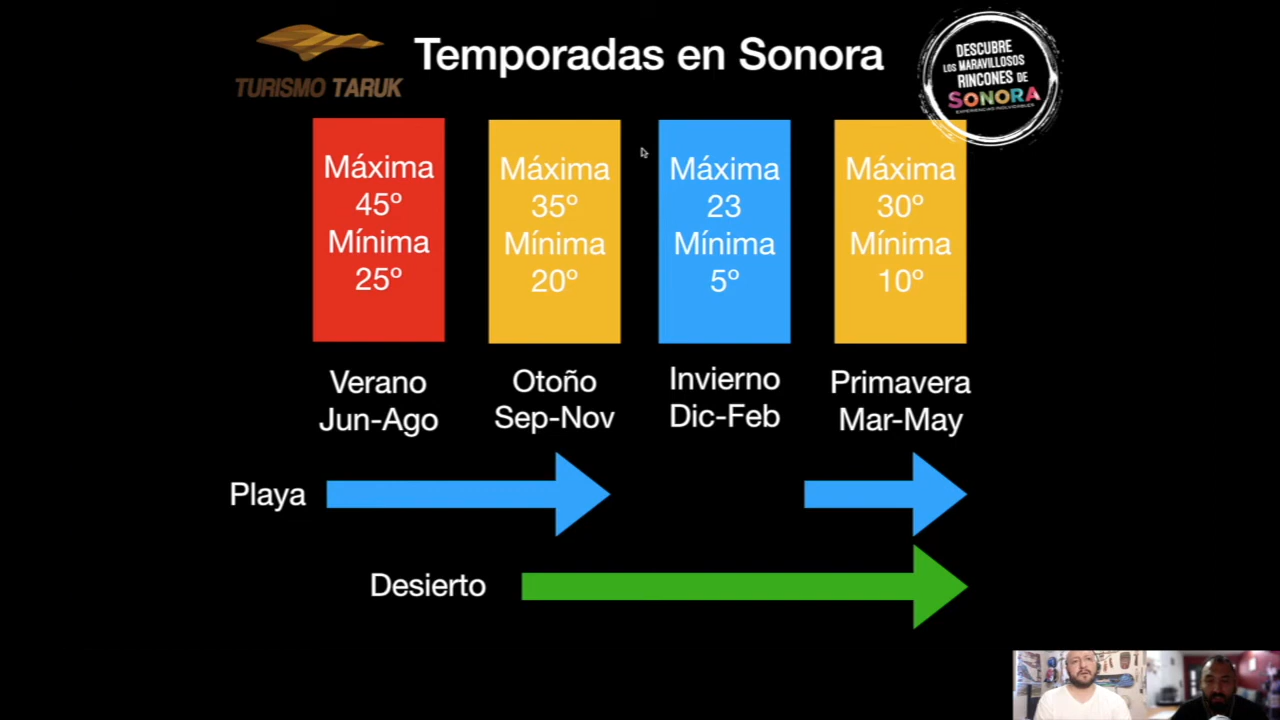 TURISMO TARUK
Temporadas en Sonora
DESCUBRE
LOS MARAVILLOSOS
RINCONES DE
SONORA
EXPERIENCIAS INOLVIDABLES
Máxima
45º
Mínima
25º
Máxima
35º
Mínima
20º
Máxima
23
Mínima
5º
Máxima
30º
Mínima
10º
Verano
Jun-Ago
Otoño
Sep-Nov
Invierno
Dic-Feb
Primavera
Mar-May
Playa
Desierto